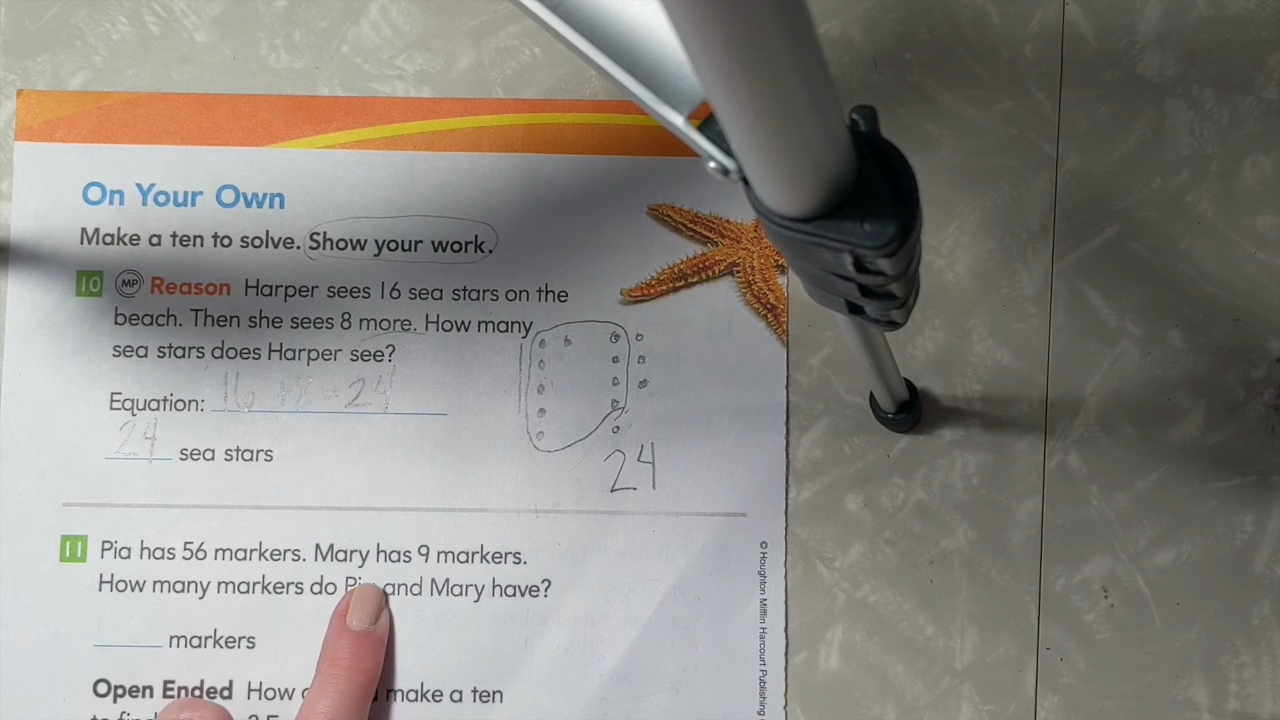 On Your Own
Make a ten to solve. Show your work.
10 MP Reason Harper sees 16 sea stars on the
beach. Then she sees 8 more. How many
sea stars does Harper see?
Equation: 16 + 8 = 24
24 sea stars
24
11 Pia has 56 markers. Mary has 9 markers.
How many markers do and Mary have?
markers
Open Ended How make a ten
© Houghton Mifflin Harcourt Publishing